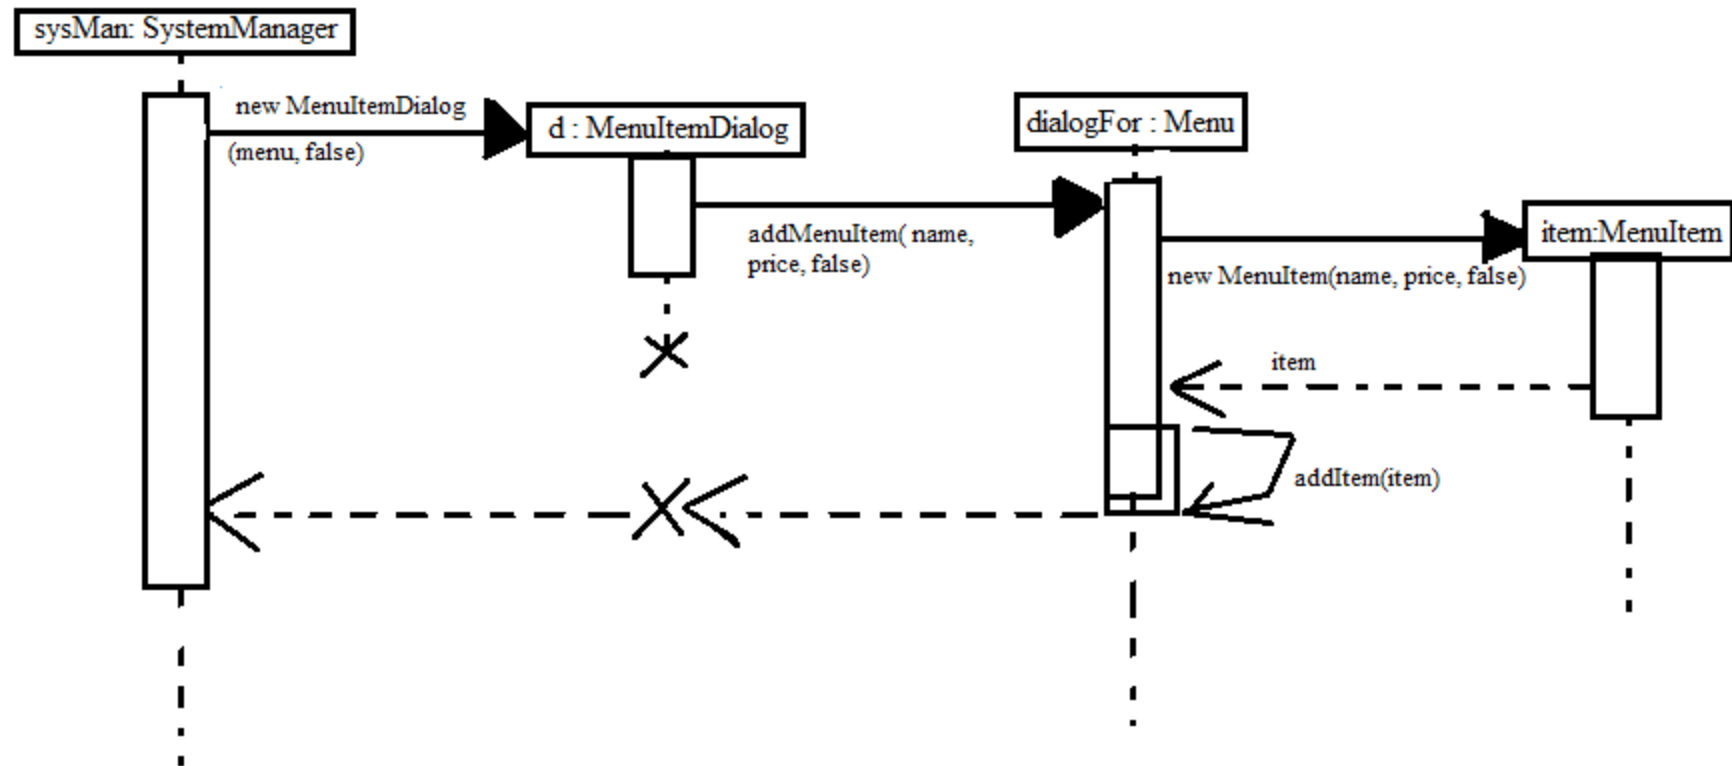 sysMan: SystemManager
new MenuItemDialog
(menu, false)
d : MenuItemDialog
dialogFor : Menu
addMenuItem( name,
price, false)
item:MenuItem
new MenuItem(name, price, false)
item
addItem(item)